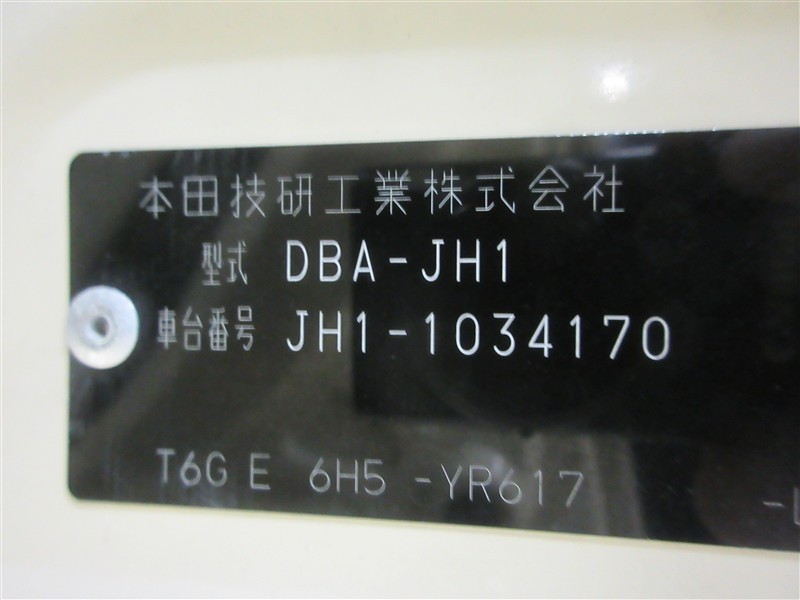 本田技研工業株式会社
型式 DBA-JH1
車台番号 JH1-1034170
T6G E 6H5 -YR617 -